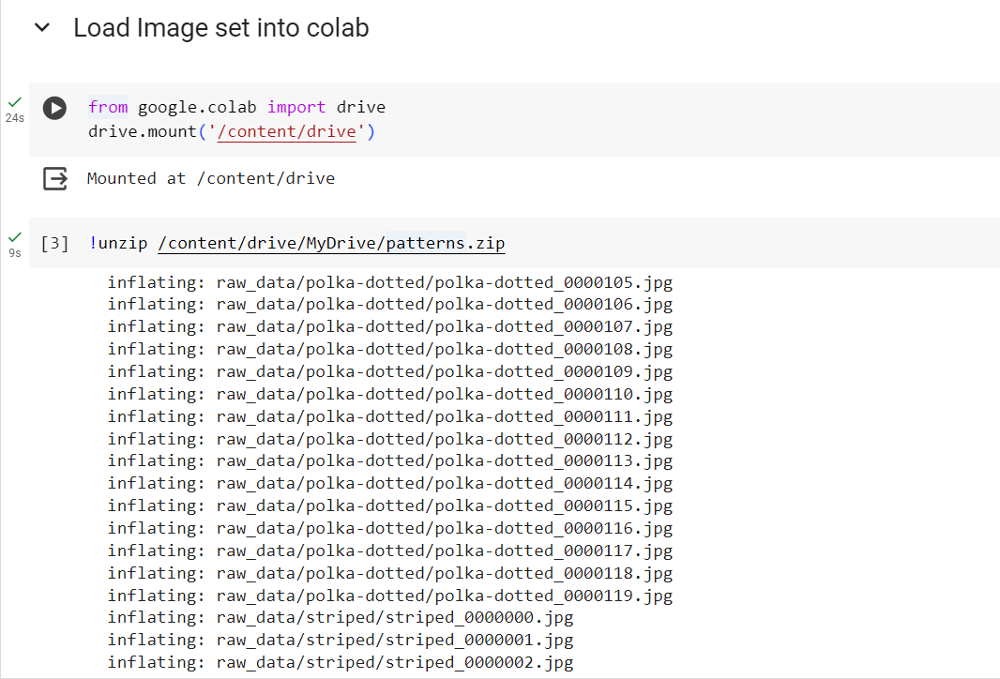 Load Image set into colab
24s
from google.colab import drive
drive.mount('/content/drive')
Mounted at /content/drive
9s
[3] !unzip /content/drive/MyDrive/patterns.zip
inflating: raw_data/polka-dotted/polka-dotted_0000105.jpg
inflating: raw_data/polka-dotted/polka-dotted_0000106.jpg
inflating: raw_data/polka-dotted/polka-dotted_0000107.jpg
inflating: raw_data/polka-dotted/polka-dotted_0000108.jpg
inflating: raw_data/polka-dotted/polka-dotted_0000109.jpg
inflating: raw_data/polka-dotted/polka-dotted_0000110.jpg
inflating: raw_data/polka-dotted/polka-dotted_0000111.jpg
inflating: raw_data/polka-dotted/polka-dotted_0000112.jpg
inflating: raw_data/polka-dotted/polka-dotted_0000113.jpg
inflating: raw_data/polka-dotted/polka-dotted_0000114.jpg
inflating: raw_data/polka-dotted/polka-dotted_0000115.jpg
inflating: raw_data/polka-dotted/polka-dotted_0000116.jpg
inflating: raw_data/polka-dotted/polka-dotted_0000117.jpg
inflating: raw_data/polka-dotted/polka-dotted_0000118.jpg
inflating: raw_data/polka-dotted/polka-dotted_0000119.jpg
inflating: raw_data/striped/striped_0000000.jpg
inflating: raw_data/striped/striped_0000001.jpg
inflating: raw_data/striped/striped_0000002.jpg